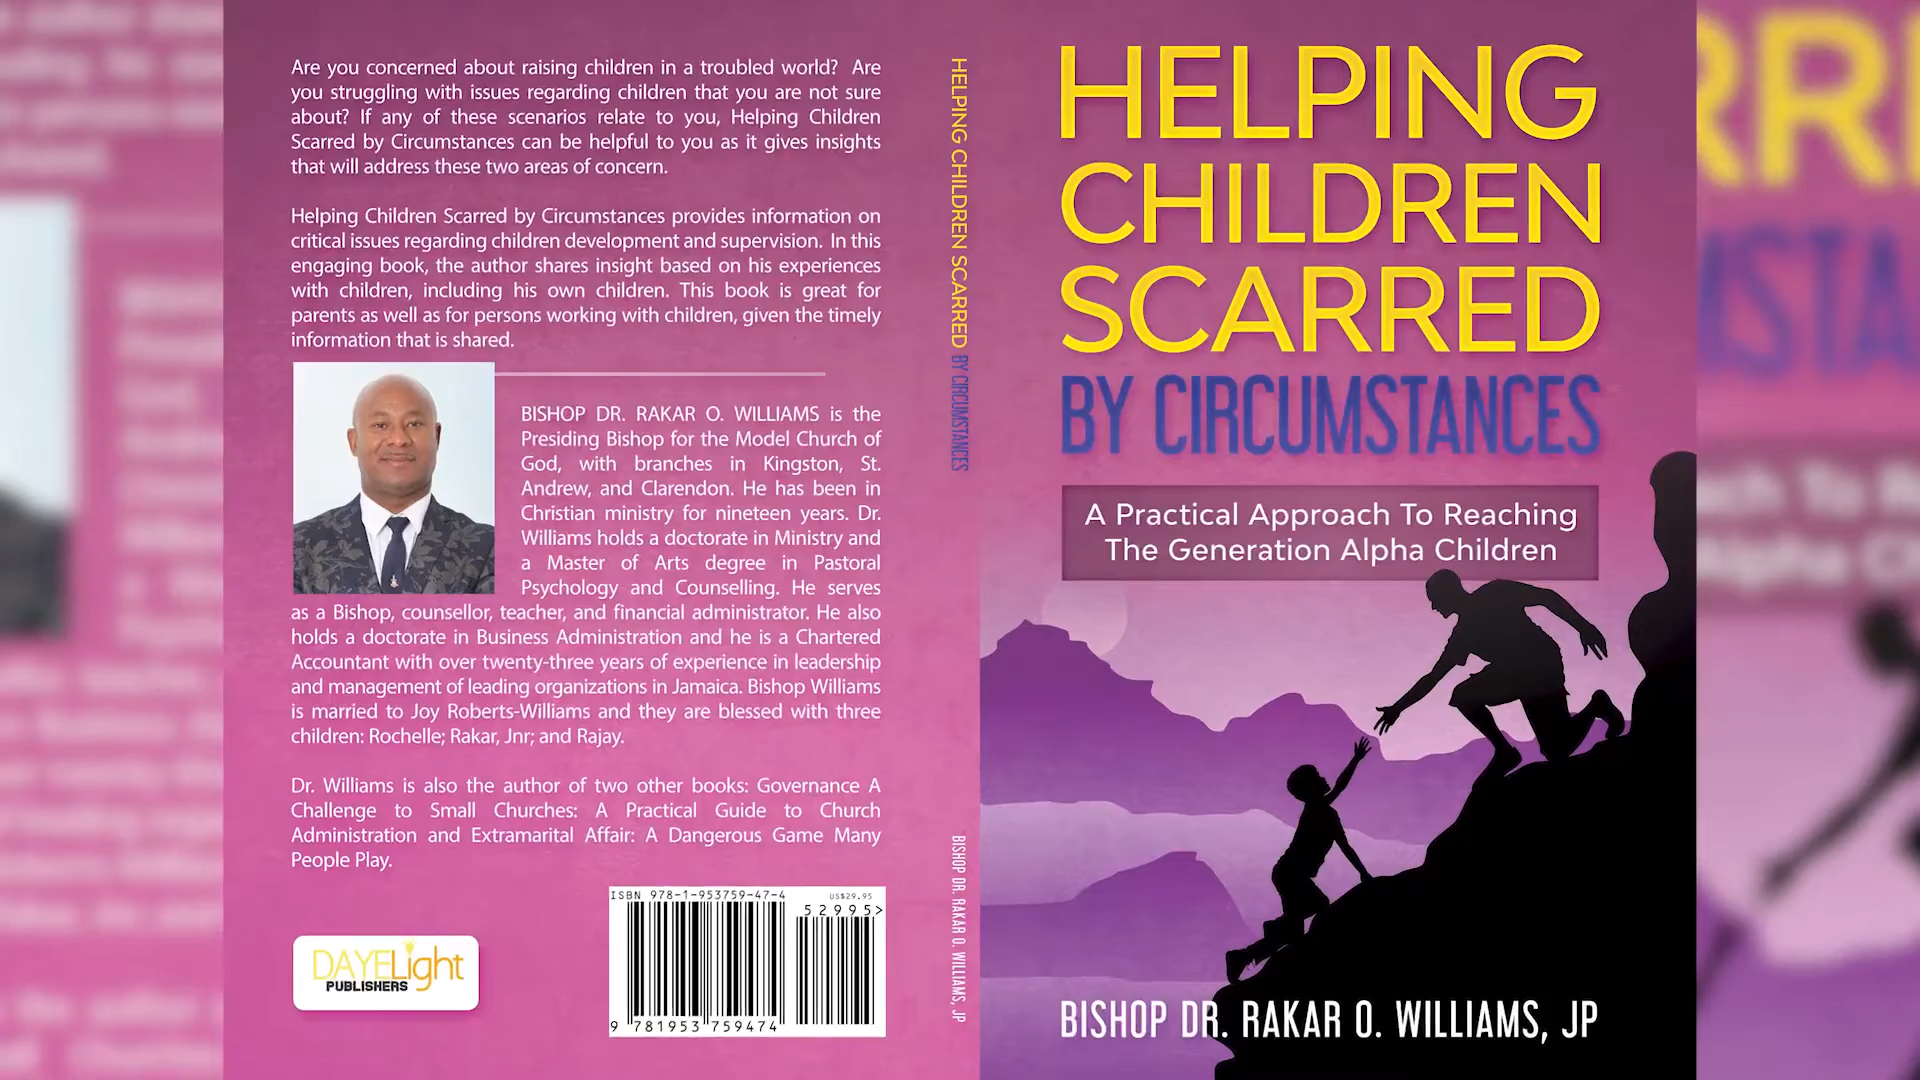 Are you concerned about raising children in a troubled world? Are
you struggling with issues regarding children that you are not sure
about? If any of these scenarios relate to you, Helping Children
Scarred by Circumstances can be helpful to you as it gives insights
that will address these two areas of concern.
Helping Children Scarred by Circumstances provides information on
critical issues regarding children development and supervision. In this
engaging book, the author shares insight based on his experiences
with children, including his own children. This book is great for
parents as well as for persons working with children, given the timely
information that is shared.
BISHOP DR. RAKAR O. WILLIAMS is the
Presiding Bishop for the Model Church of
God, with branches in Kingston, St.
Andrew, and Clarendon. He has been in
Christian ministry for nineteen years. Dr.
Williams holds a doctorate in Ministry and
a Master of Arts degree in Pastoral
Psychology and Counselling. He serves
as a Bishop, counsellor, teacher, and financial administrator. He also
holds a doctorate in Business Administration and he is a Chartered
Accountant with over twenty-three years of experience in leadership
and management of leading organizations in Jamaica. Bishop Williams
is married to Joy Roberts-Williams and they are blessed with three
children: Rochelle; Rakar, Jnr; and Rajay.
Dr. Williams is also the author of two other books: Governance A
Challenge to Small Churches: A Practical Guide to Church
Administration and Extramarital Affair: A Dangerous Game Many
People Play.
DAYELight
PUBLISHERS
ISBN 978-1-953759-47-4
US$29.95
52995>
9 781953 759474
HELPING CHILDREN SCARRED BY CIRCUMSTANCES
BISHOP DR. RAKAR O. WILLIAMS, JP
HELPING
CHILDREN
SCARRED
BY CIRCUMSTANCES
A Practical Approach To Reaching
The Generation Alpha Children
BISHOP DR. RAKAR O. WILLIAMS, JP